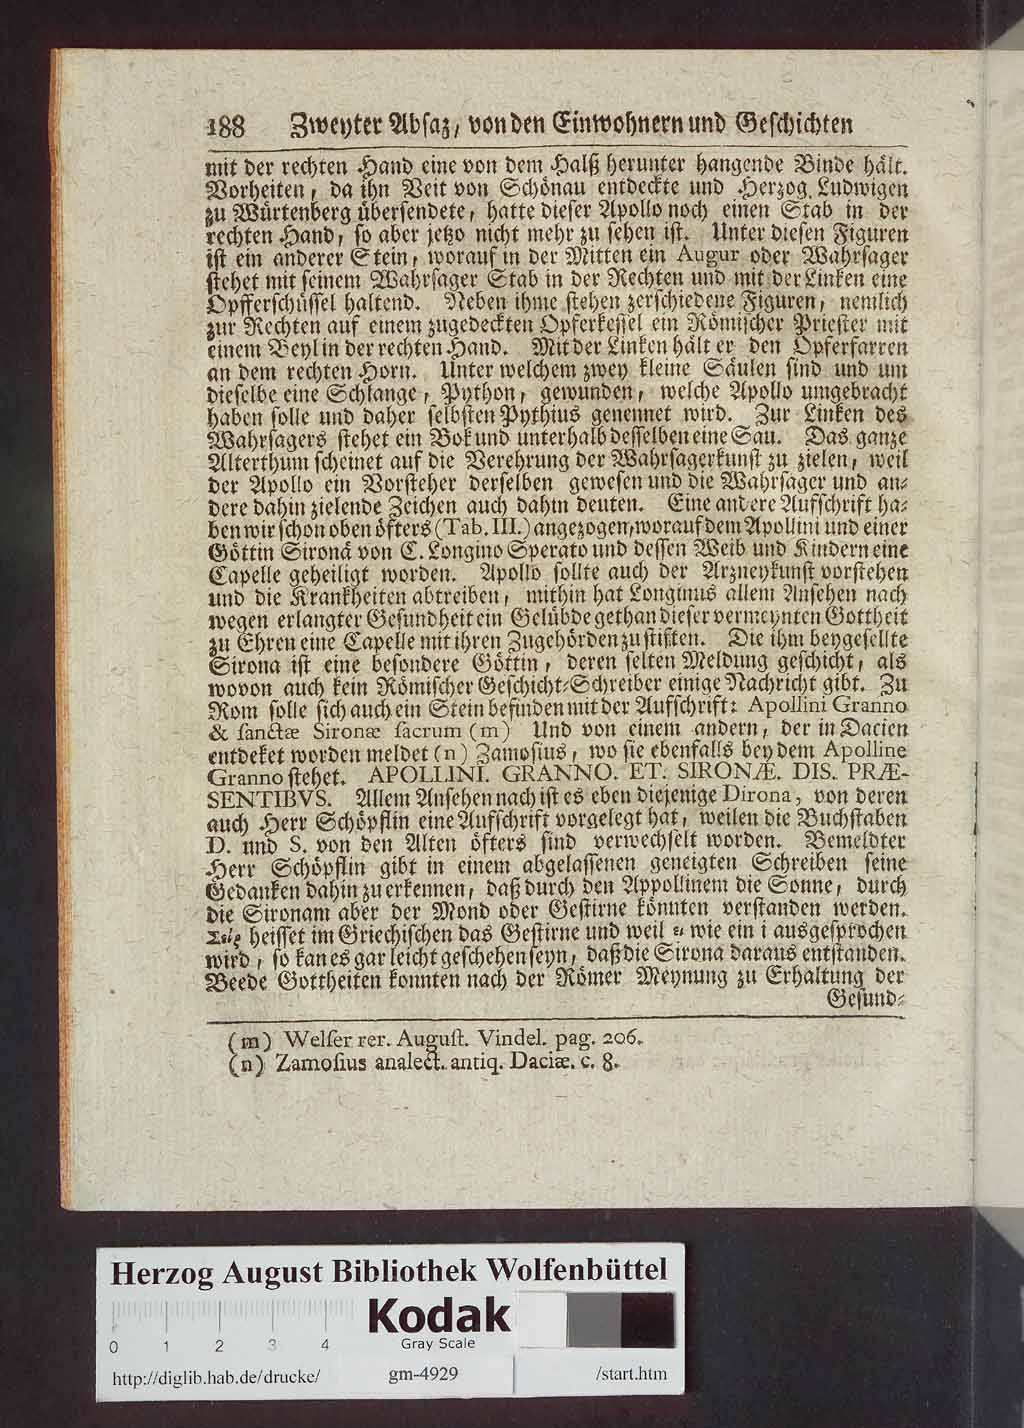 188 Zweyter Absaz, von den Einwohnern und Geschichten
mit der rechten Hand eine von dem Halß herunter hangende Binde hält.
Vorheiten, da ihn Veit von Schönau entdeckte und Herzog Ludwigen
zu Würtenberg übersendete, hatte dieser Apollo noch einen Stab in der
rechten Hand, so aber jetzo nicht mehr zu sehen ist. Unter diesen Figuren
ist ein anderer Stein, worauf in der Mitten ein Augur oder Wahrsager
stehet mit seinem Wahrsager Stab in der Rechten und mit der Linken eine
Opfferschüssel haltend. Neben ihme stehen zerschiedene Figuren, nemlich
zur Rechten auf einem zugedeckten Opferkessel ein Römischer Priester mit
einem Beyl in der rechten Hand. Mit der Linken hält er den Opferfarren
an dem rechten Horn. Unter welchem zwey kleine Säulen sind und um
dieselbe eine Schlange, Python, gewunden, welche Apollo umgebracht
haben solle und daher selbsten Pythius genennet wird. Zur Linken des
Wahrsagers stehet ein Bok und unterhalb desselben eine Sau. Das ganze
Alterthum scheinet auf die Verehrung der Wahrsagerkunst zu zielen, weil
der Apollo ein Vorsteher derselben gewesen und die Wahrsager und an-
dere dahin zielende Zeichen auch dahin deuten. Eine andere Aufschrift ha-
ben wir schon oben öfters (Tab. III.) angezogen, worauf dem Apollini und einer
Göttin Sironä von C. Longino Sperato und dessen Weib und Kindern eine
Capelle geheiligt worden. Apollo sollte auch der Arzneykunst vorstehen
und die Krankheiten abtreiben, mithin hat Longinus allem Ansehen nach
wegen erlangter Gesundheit ein Gelübde gethan dieser vermeynten Gottheit
zu Ehren eine Capelle mit ihren Zugehörden zu stifften. Die ihm beygesellte
Sirona ist eine besondere Göttin, deren selten Meldung geschicht, als
wovon auch kein Römischer Geschicht-Schreiber einige Nachricht gibt. Zu
Rom solle sich auch ein Stein befinden mit der Aufschrift: Apollini Granno
& sanctæ Sironæ sacrum (m) Und von einem andern, der in Dacien
entdeket worden meldet (n) Zamosius, wo sie ebenfalls bey dem Apolline
Granno stehet. APOLLINI. GRANNO. ET. SIRONÆ. DIS. PRÆ-
SENTIBVS. Allem Ansehen nach ist es eben diejenige Dirona, von deren
auch Herr Schöpflin eine Aufschrift vorgelegt hat, weilen die Buchstaben
D. und S. von den Alten öfters sind verwechselt worden. Bemeldter
Herr Schöpflin gibt in einem abgelassenen geneigten Schreiben seine
Gedanken dahin zu erkennen, daß durch den Appollinem die Sonne, durch
die Sironam aber der Mond oder Gestirne könnten verstanden werden.
Σεὶρ heisset im Griechischen das Gestirne und weil ει wie ein i ausgesprochen
wird, so kan es gar leicht geschehen seyn, daß die Sirona daraus entstanden.
Beede Gottheiten konnten nach der Römer Meynung zu Erhaltung der
Gesund-
(m) Welser rer. August. Vindel. pag. 206.
(n) Zamosius analect. antiq. Daciæ. c. 8.
Herzog August Bibliothek Wolfenbüttel
Kodak
Gray Scale
0 1 2 3 4
http://diglib.hab.de/drucke/ gm-4929 /start.htm